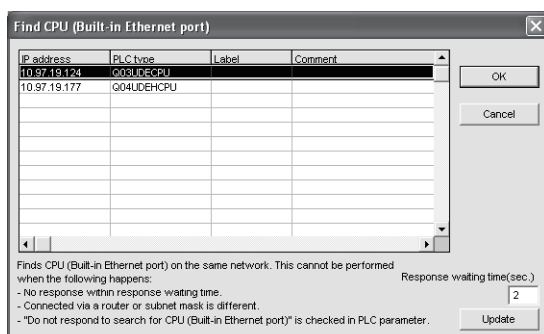 Find CPU (Built-in Ethernet port)
IP address PLC type Label Comment
10.97.19.124 Q03UDECPU
10.97.19.177 Q04UDEHCPU
OK
Cancel
Finds CPU (Built-in Ethernet port) on the same network. This cannot be performed
when the following happens:
- No response within response waiting time.
- Connected via a router or subnet mask is different.
- "Do not respond to search for CPU (Built-in Ethernet port)" is checked in PLC parameter.
Response waiting time(sec.)
2
Update